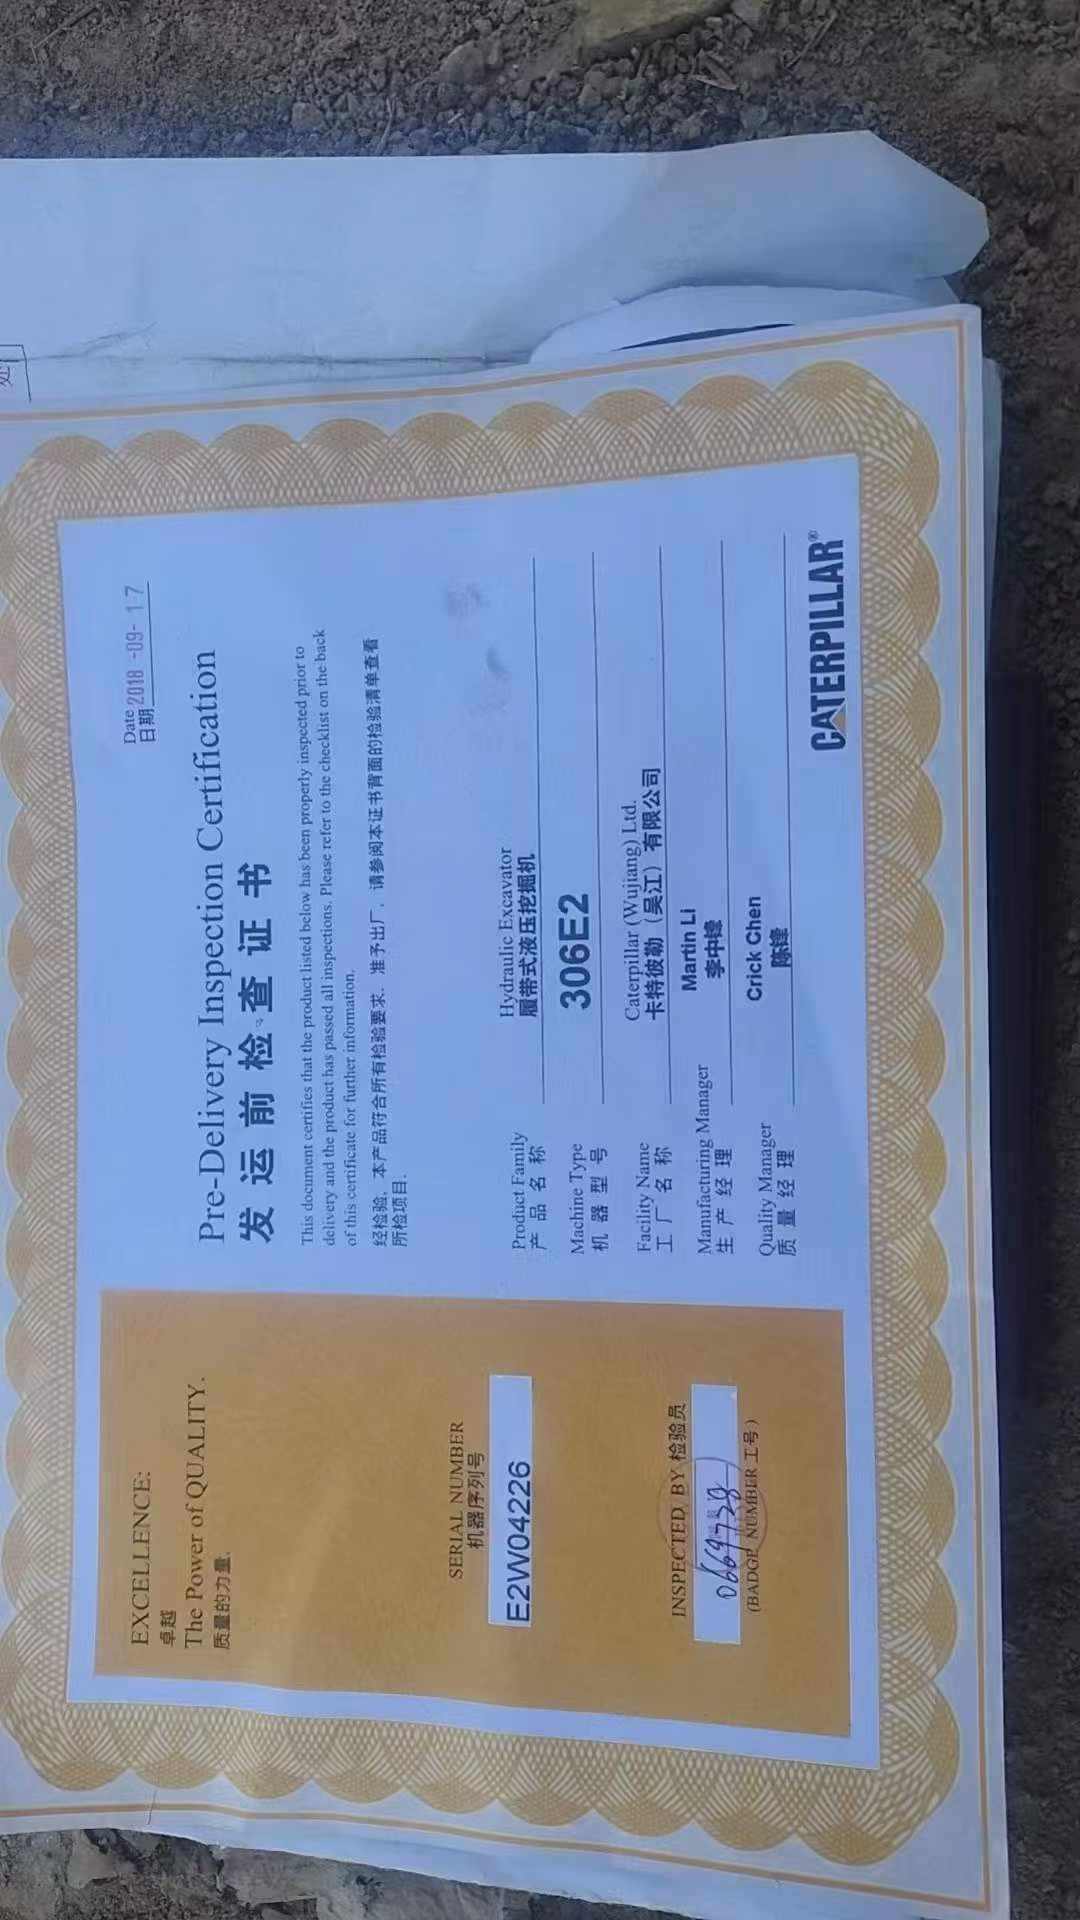 处
EXCELLENCE:
卓越
The Power of QUALITY.
质量的力量.
SERIAL NUMBER
机器序列号
E2W04226
INSPECTED BY 检验员
0669738
(BADGE NUMBER 工号)
Date 2018-09-17
日期
Pre-Delivery Inspection Certification
发运前检查证书
This document certifies that the product listed below has been properly inspected prior to
delivery and the product has passed all inspections. Please refer to the checklist on the back
of this certificate for further information.
经检验，本产品符合所有检验要求，准予出厂，请参阅本证书背面的检验清单查看
所检项目.
Product Family Hydraulic Excavator
产品名称 履带式液压挖掘机
Machine Type
机器型号 306E2
Facility Name Caterpillar (Wujiang) Ltd.
工厂名称 卡特彼勒（吴江）有限公司
Manufacturing Manager Martin Li
生产经理 李中锋
Quality Manager Crick Chen
质量经理 陈锋
CATERPILLAR®